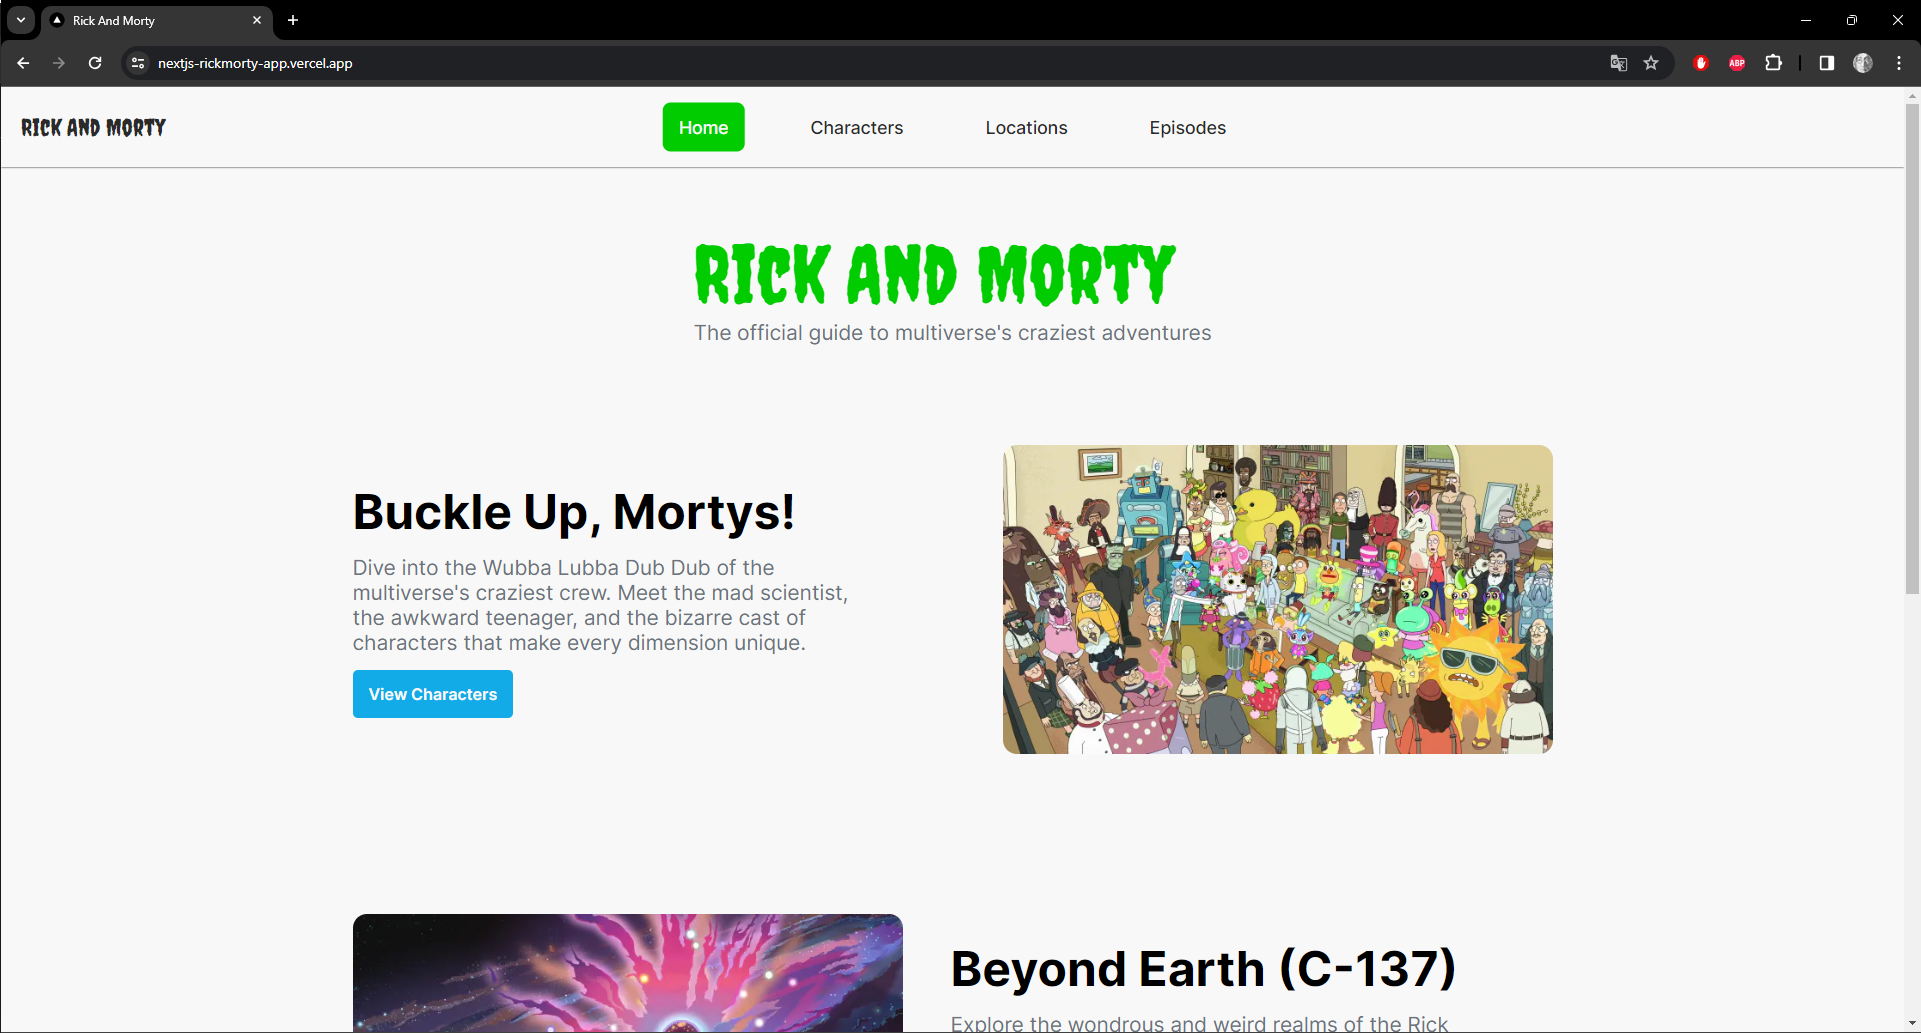 Rick And Morty
nextjs-rickmorty-app.vercel.app
ABP
RICK AND MORTY
Home
Characters
Locations
Episodes
RICK AND MORTY
The official guide to multiverse's craziest adventures
Buckle Up, Mortys!
Dive into the Wubba Lubba Dub Dub of the
multiverse's craziest crew. Meet the mad scientist,
the awkward teenager, and the bizarre cast of
characters that make every dimension unique.
View Characters
Beyond Earth (C-137)
Explore the wondrous and weird realms of the Rick